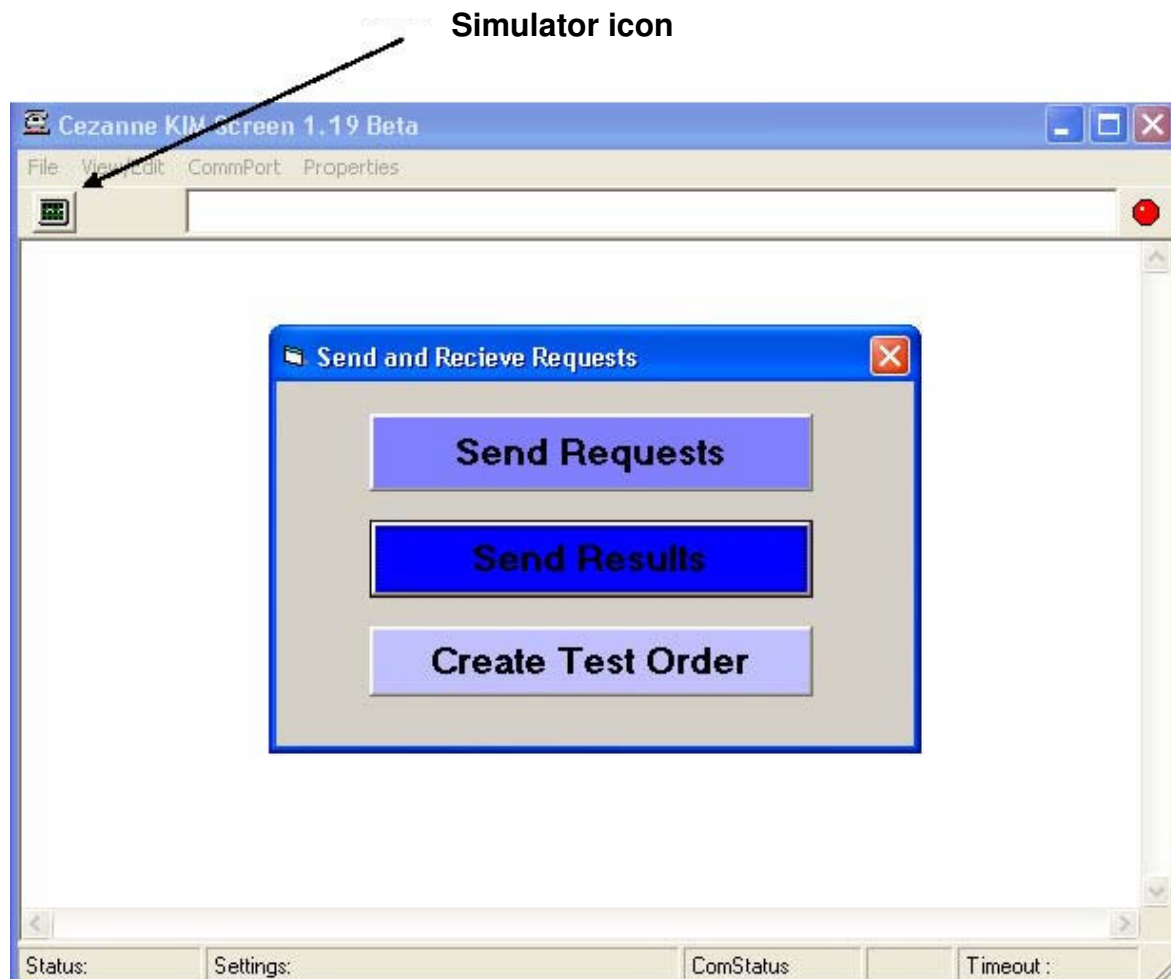 Simulator icon
Cezanne KIM Screen 1.19 Beta
File View/Edit CommPort Properties
Send and Recieve Requests
Send Requests
Send Results
Create Test Order
Status: Settings: ComStatus Timeout :